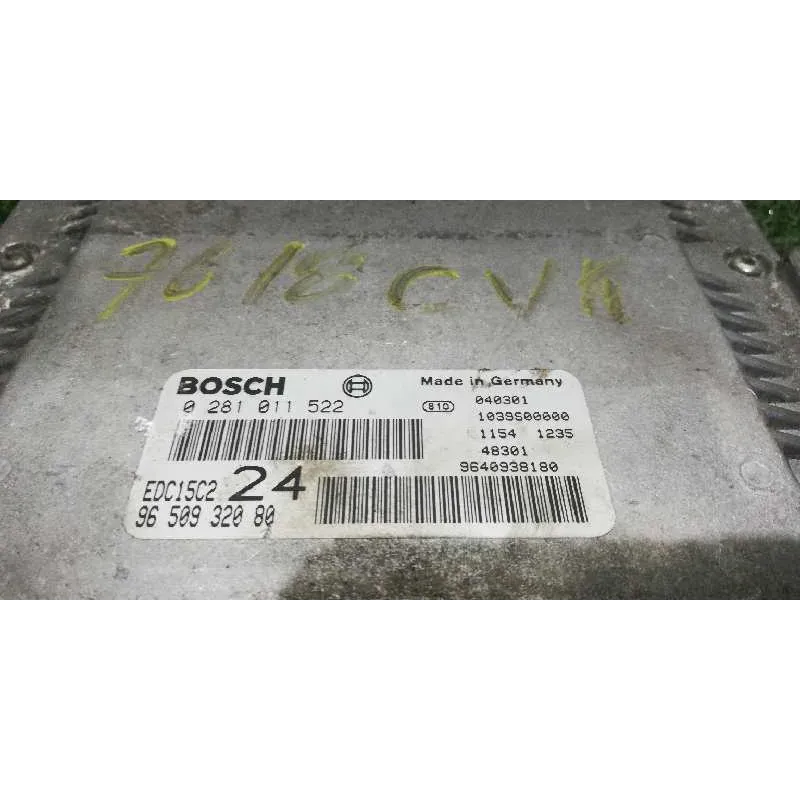 7618CVK
BOSCH Made in Germany
0 281 011 522 810 040301
1039S00000
1154 1235
48301
9640938180
EDC15C2 24
96 509 320 80